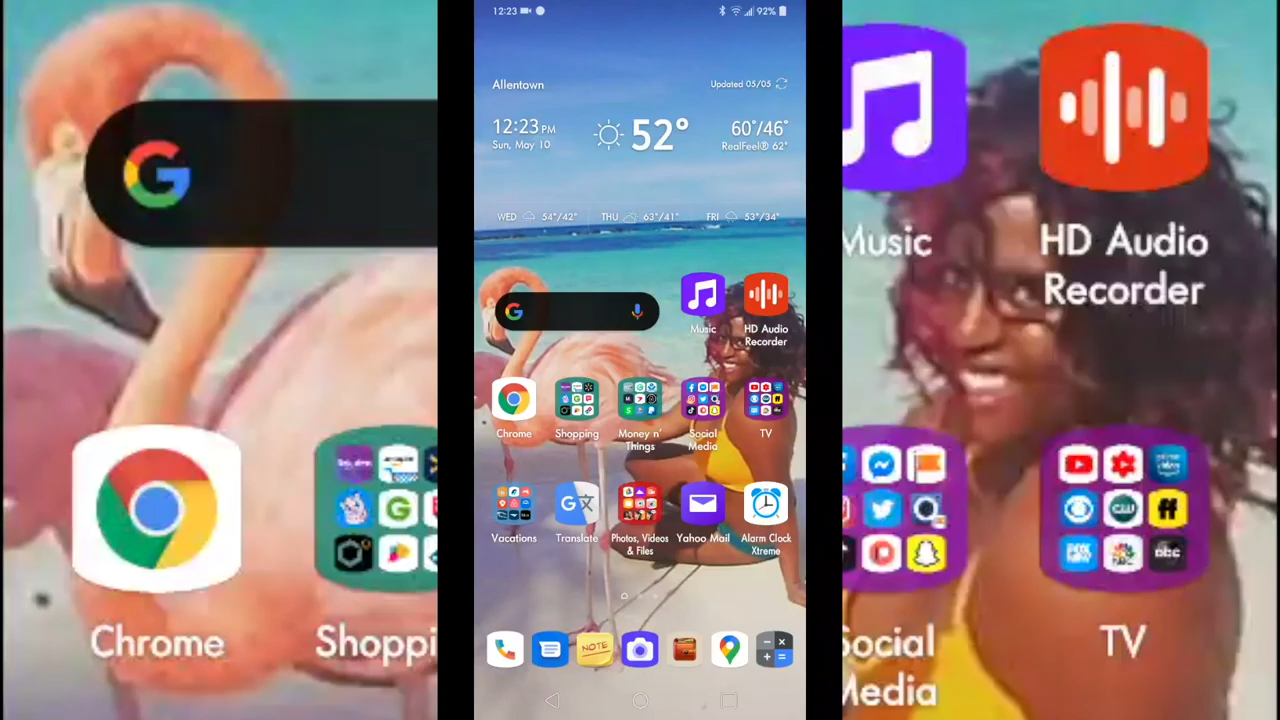 12:23
92%
Allentown
Updated 05/05
12:23 PM
Sun, May 10
52°
60°/46°
RealFeel® 62°
WED 54°/42°
THU 63°/41°
FRI 53°/34°
Music
HD Audio
Recorder
Chrome
Shopping
Money n'
Things
Social
Media
TV
Vacations
Translate
Photos, Videos
& Files
Yahoo Mail
Alarm Clock
Xtreme
NOTE
Chrome
Shoppi
Music
HD Audio
Recorder
Social
Media
TV